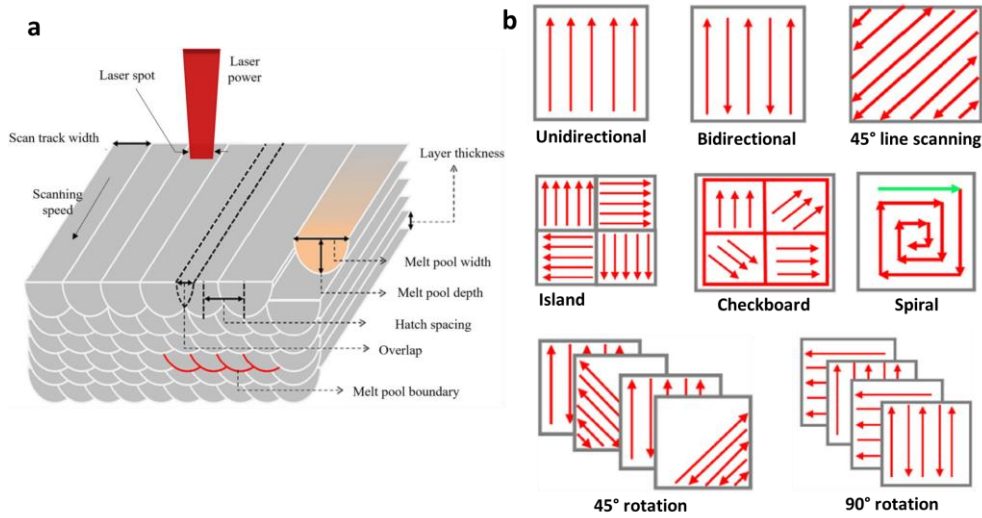 a
Laser spot
Laser
power
Scan track width
Layer thickness
Scanning
speed
Melt pool width
Melt pool depth
Hatch spacing
Overlap
Melt pool boundary
b
Unidirectional
Bidirectional
45° line scanning
Island
Checkboard
Spiral
45° rotation
90° rotation